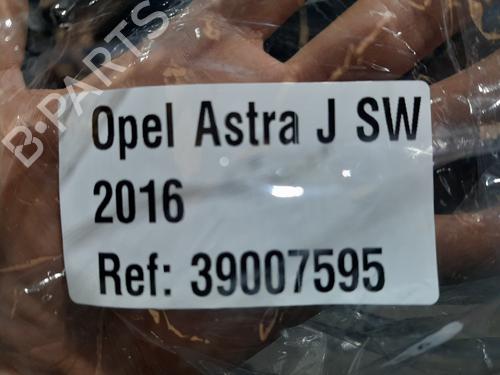 B-PARTS
Opel Astra J SW
2016
Ref: 39007595